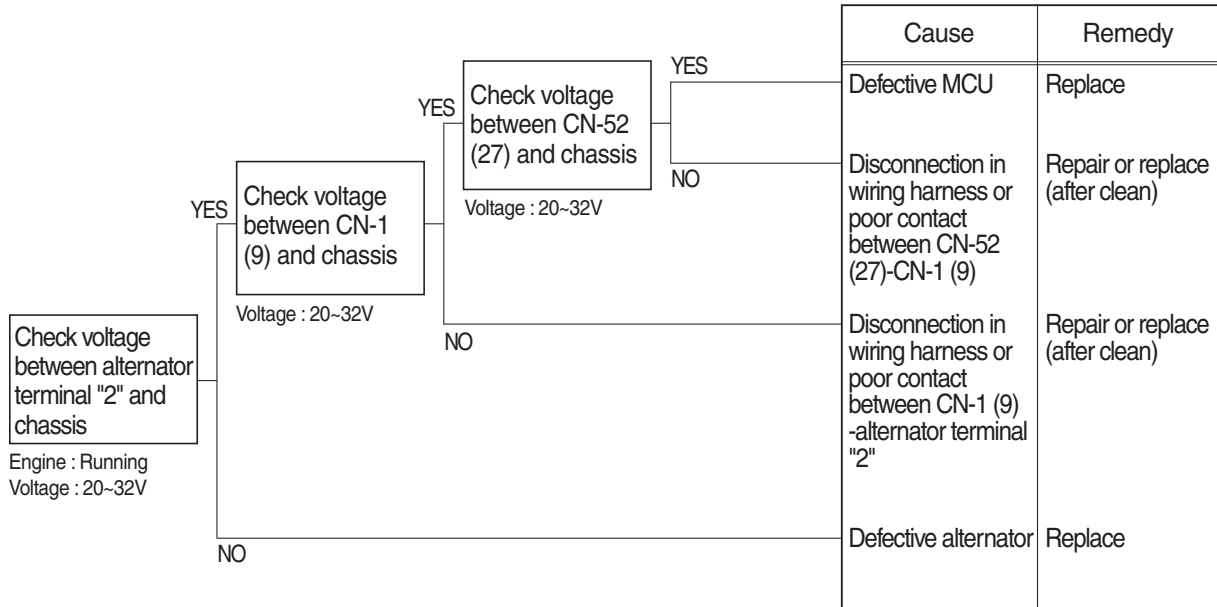 Cause
Remedy
YES
Defective MCU
Replace
Check voltage
between CN-52
(27) and chassis
YES
NO
Disconnection in
wiring harness or
poor contact
between CN-52
(27)-CN-1 (9)
Repair or replace
(after clean)
Voltage : 20~32V
Check voltage
between CN-1
(9) and chassis
YES
Voltage : 20~32V
NO
Disconnection in
wiring harness or
poor contact
between CN-1 (9)
-alternator terminal
"2"
Repair or replace
(after clean)
Check voltage
between alternator
terminal "2" and
chassis
Engine : Running
Voltage : 20~32V
NO
Defective alternator
Replace